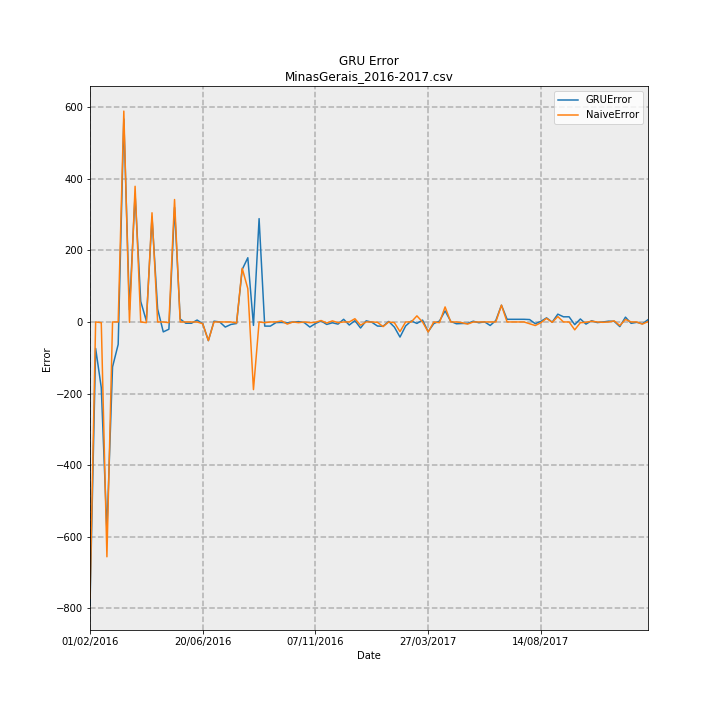 GRU Error
MinasGerais_2016-2017.csv
GRUError
NaiveError
600
400
200
0
−200
−400
−600
−800
Error
01/02/2016
20/06/2016
07/11/2016
27/03/2017
14/08/2017
Date